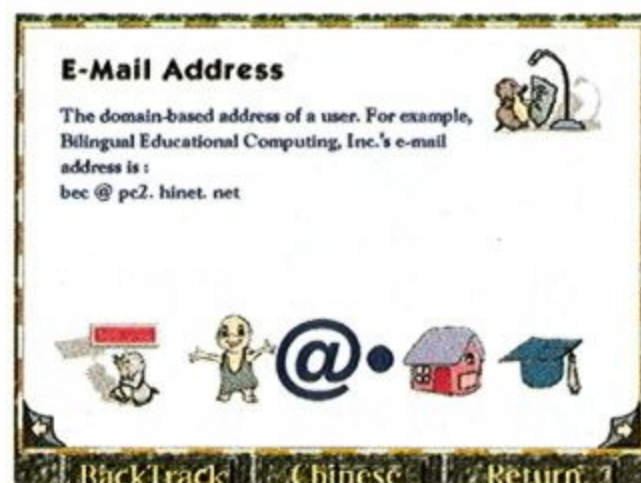 E-Mail Address
The domain-based address of a user. For example,
Bilingual Educational Computing, Inc.'s e-mail
address is :
bec @ pc2. hinet. net
@ •
BackTrack Chinese Return